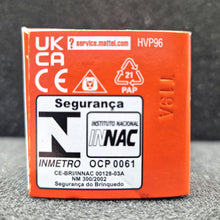 UK
CA
CE
? service.mattel.com
HVP96
21
PAP
119A
Segurança
N
INMETRO
INSTITUTO NACIONAL
INNAC
OCP 0061
CE-BRI/INNAC 00128-03A
NM 300/2002
Segurança do Brinquedo